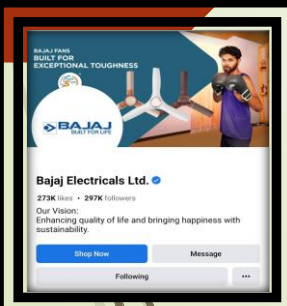 BAJAJ FANS
BUILT FOR
EXCEPTIONAL TOUGHNESS
BAJAJ
BUILT FOR LIFE
Bajaj Electricals Ltd.
273K likes • 297K followers
Our Vision:
Enhancing quality of life and bringing happiness with
sustainability.
Shop Now
Message
Following
...